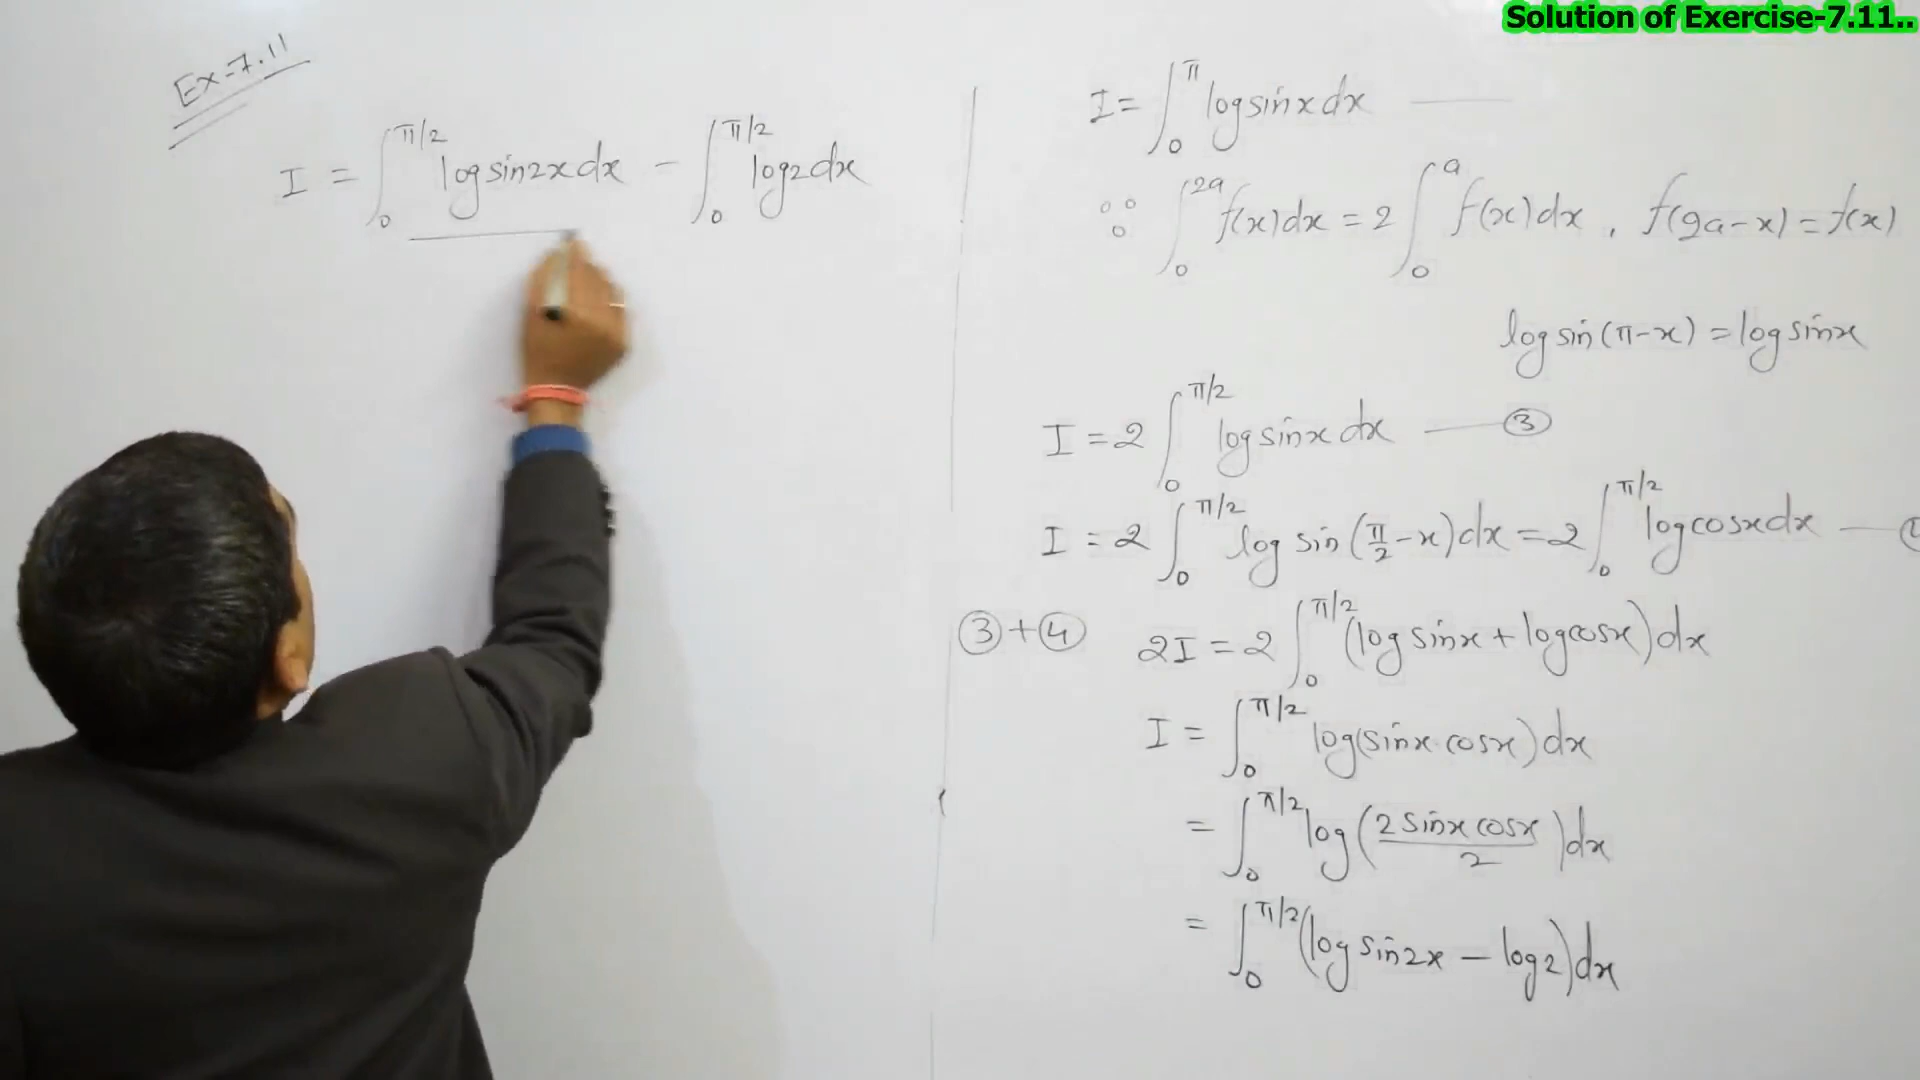 Solution of Exercise-7.11..
Ex-7.11
I = ∫₀^{π/2} log sin2x dx − ∫₀^{π/2} log2 dx
I = ∫₀^{π} log sinx dx
∵ ∫₀^{2a} f(x)dx = 2 ∫₀^{a} f(x)dx , f(2a−x) = f(x)
log sin(π−x) = log sinx
I = 2 ∫₀^{π/2} log sinx dx — ③
I = 2 ∫₀^{π/2} log sin(π/2−x)dx = 2 ∫₀^{π/2} log cosx dx —
③+④ 2I = 2 ∫₀^{π/2} (log sinx + log cosx)dx
I = ∫₀^{π/2} log(sinx·cosx)dx
= ∫₀^{π/2} log(2 sinx cosx / 2)dx
= ∫₀^{π/2} (log sin2x − log2)dx